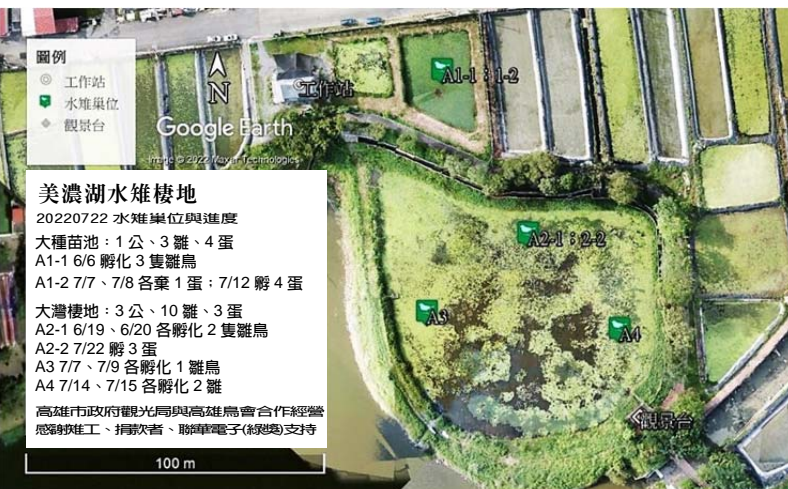 圖例
工作站
水雉巢位
觀景台
N
Google Earth
Image © 2022 Maxar Technologies
工作站
A1-1；1-2
美濃湖水雉棲地
20220722 水雉巢位與進度
大種苗池：1 公、3 雛、4 蛋
A1-1 6/6 孵化 3 隻雛鳥
A1-2 7/7、7/8 各棄 1 蛋；7/12 孵 4 蛋
大灣棲地：3 公、10 雛、3 蛋
A2-1 6/19、6/20 各孵化 2 隻雛鳥
A2-2 7/22 孵 3 蛋
A3 7/7、7/9 各孵化 1 雛鳥
A4 7/14、7/15 各孵化 2 雛
高雄市政府觀光局與高雄鳥會合作經營
感謝雉工、捐款者、聯華電子(綠獎)支持
A2-1；2-2
A3
A4
觀景台
100 m